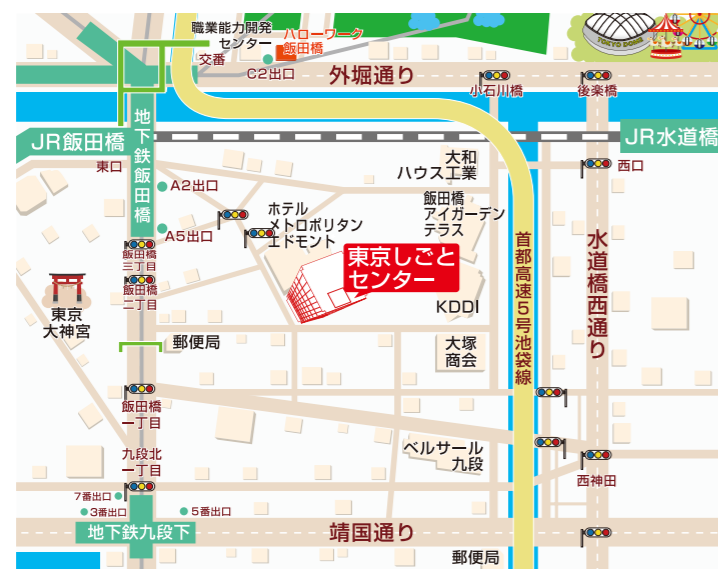 職業能力開発
センター
ハローワーク
飯田橋
交番
C2出口
外堀通り
TOKYO DOME
小石川橋
後楽橋
地下鉄飯田橋
JR飯田橋
JR水道橋
東口
西口
大和
ハウス工業
A2出口
飯田橋
アイガーデン
テラス
ホテル
メトロポリタン
エドモント
A5出口
首都高速5号池袋線
水道橋西通り
飯田橋
三丁目
東京しごと
センター
飯田橋
二丁目
東京
大神宮
KDDI
郵便局
大塚
商会
飯田橋
一丁目
九段北
一丁目
ベルサール
九段
西神田
7番出口
3番出口
5番出口
地下鉄九段下
靖国通り
郵便局